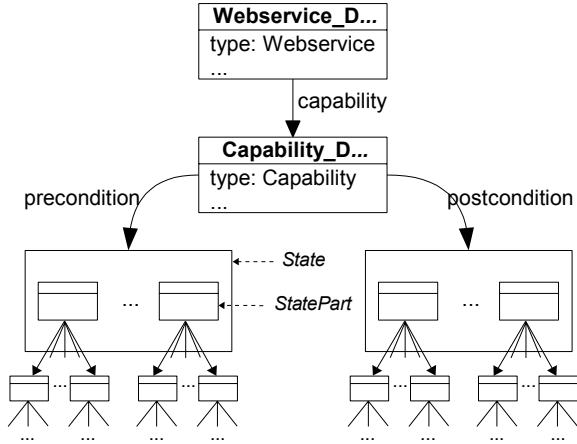 Webservice_D...
type: Webservice
...
capability
Capability_D...
type: Capability
...
precondition
postcondition
State
...
...
StatePart
... ... ... ...
... ... ... ... ... ... ... ...